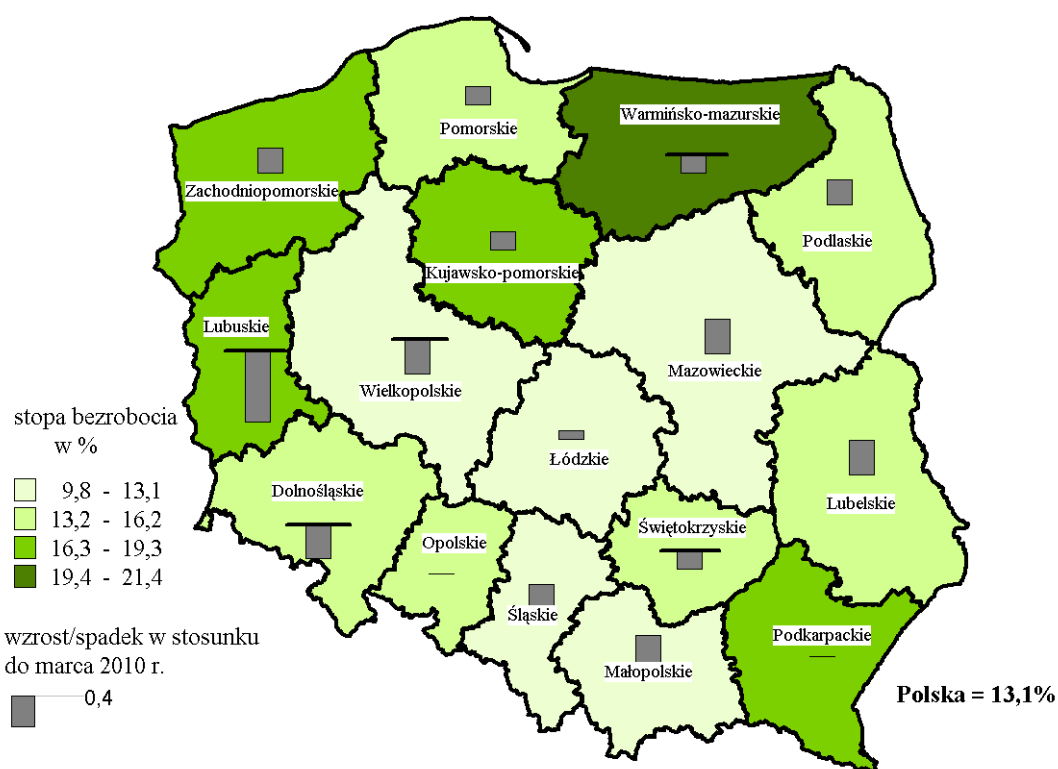 Warmińsko-mazurskie
Pomorskie
Zachodniopomorskie
Podlaskie
Kujawsko-pomorskie
Lubuskie
Mazowieckie
Wielkopolskie
stopa bezrobocia
w %
9,8 - 13,1
13,2 - 16,2
16,3 - 19,3
19,4 - 21,4
Łódzkie
Dolnośląskie
Lubelskie
Świętokrzyskie
Opolskie
Śląskie
Podkarpackie
Małopolskie
wzrost/spadek w stosunku
do marca 2010 r.
0,4
Polska = 13,1%